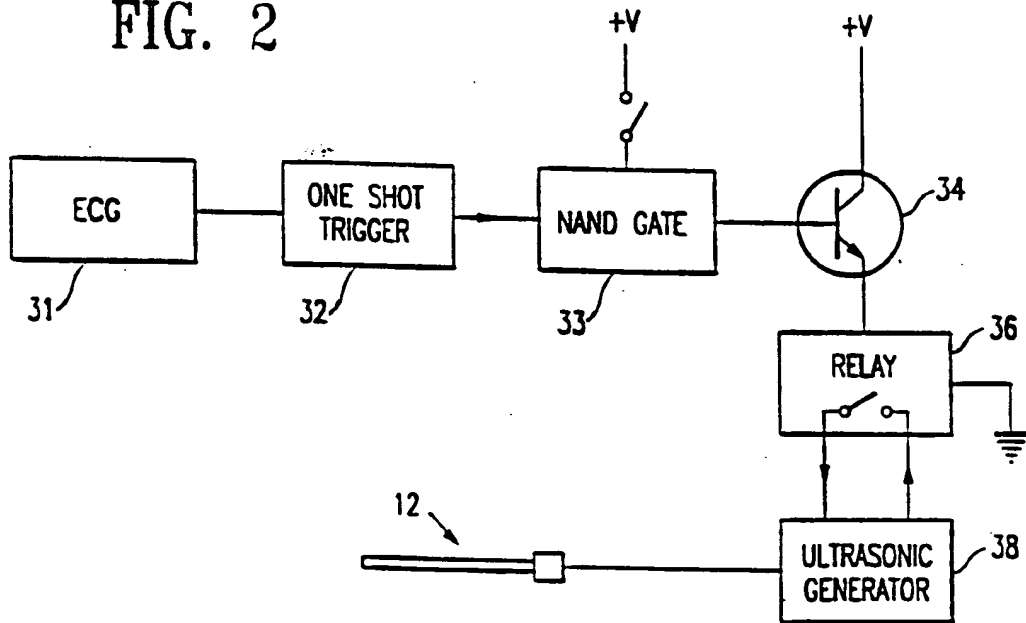 FIG. 2
+V
+V
ECG
ONE SHOT
TRIGGER
NAND GATE
34
31
32
33
36
RELAY
12
ULTRASONIC
GENERATOR
38